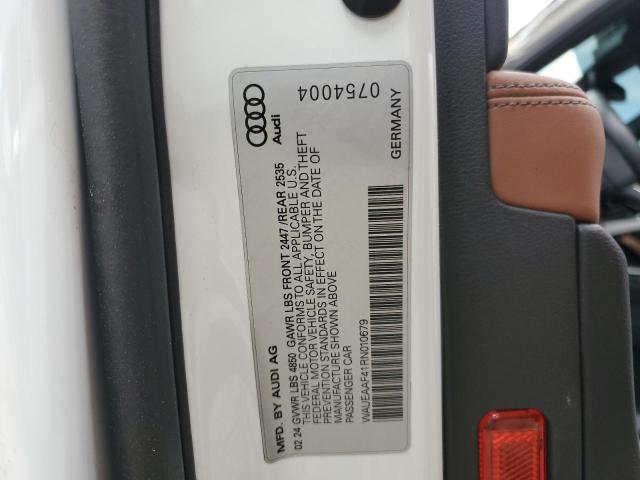 MFD. BY AUDI AG
02.24 GVWR LBS 4850 GAWR LBS FRONT 2447 /REAR 2535
THIS VEHICLE CONFORMS TO ALL APPLICABLE U.S.
FEDERAL MOTOR VEHICLE SAFETY, BUMPER AND THEFT
PREVENTION STANDARDS IN EFFECT ON THE DATE OF
MANUFACTURE SHOWN ABOVE
PASSENGER CAR
WAUEAAF41RN010679
Audi
0754004
GERMANY